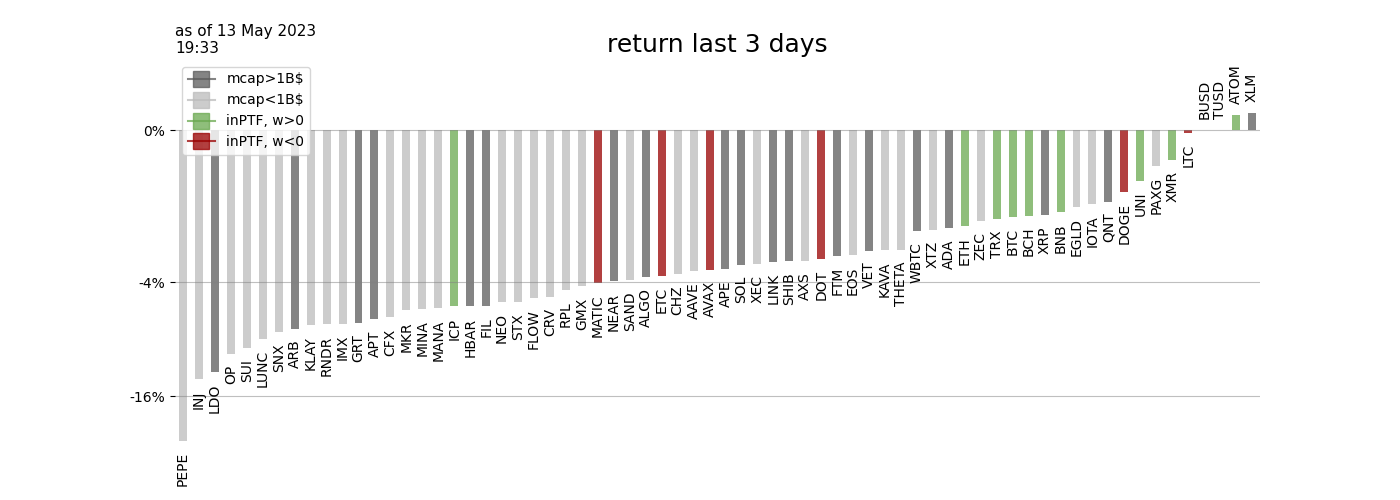 as of 13 May 2023
19:33
return last 3 days
mcap>1B$
mcap<1B$
inPTF, w>0
inPTF, w<0
0%
-4%
-16%
PEPE
INJ
LDO
OP
SUI
LUNC
SNX
ARB
KLAY
RNDR
IMX
GRT
APT
CFX
MKR
MINA
MANA
ICP
HBAR
FIL
NEO
STX
FLOW
CRV
RPL
GMX
MATIC
NEAR
SAND
ALGO
ETC
CHZ
AAVE
AVAX
APE
SOL
XEC
LINK
SHIB
AXS
DOT
FTM
EOS
VET
KAVA
THETA
WBTC
XTZ
ADA
ETH
ZEC
TRX
BTC
BCH
XRP
BNB
EGLD
IOTA
QNT
DOGE
UNI
PAXG
XMR
LTC
BUSD
TUSD
ATOM
XLM